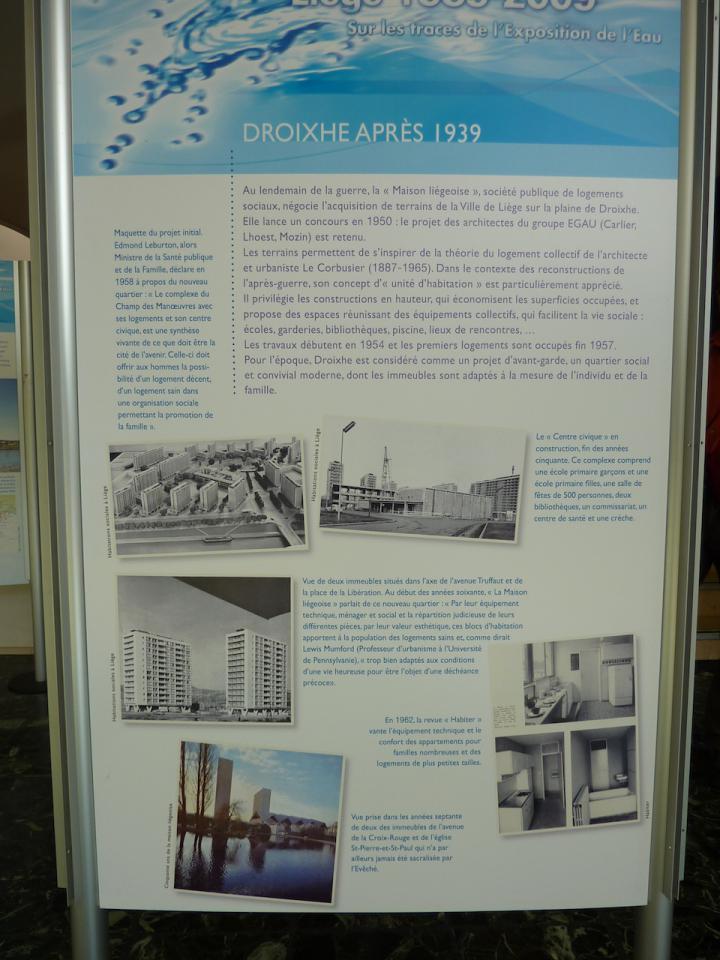 Sur les traces de l'Exposition de l'Eau
DROIXHE APRÈS 1939
Au lendemain de la guerre, la « Maison liégeoise », société publique de logements
sociaux, négocie l'acquisition de terrains de la Ville de Liège sur la plaine de Droixhe.
Elle lance un concours en 1950 : le projet des architectes du groupe EGAU (Carlier,
Lhoest, Mozin) est retenu.
Les terrains permettent de s'inspirer de la théorie du logement collectif de l'architecte
et urbaniste Le Corbusier (1887-1965). Dans le contexte des reconstructions de
l'après-guerre, son concept d'« unité d'habitation » est particulièrement apprécié.
Il privilégie les constructions en hauteur, qui économisent les superficies occupées, et
propose des espaces réunissant des équipements collectifs, qui facilitent la vie sociale :
écoles, garderies, bibliothèques, piscine, lieux de rencontres, ...
Les travaux débutent en 1954 et les premiers logements sont occupés fin 1957.
Pour l'époque, Droixhe est considéré comme un projet d'avant-garde, un quartier social
et convivial moderne, dont les immeubles sont adaptés à la mesure de l'individu et de la
famille.
Maquette du projet initial.
Edmond Leburton, alors
Ministre de la Santé publique
et de la Famille, déclare en
1958 à propos du nouveau
quartier : « Le complexe du
Champ des Manœuvres avec
ses logements et son centre
civique, est une synthèse
vivante de ce que doit être la
cité de l'avenir. Celle-ci doit
offrir aux hommes la possi-
bilité d'un logement décent,
d'un logement sain dans
une organisation sociale
permettant la promotion de
la famille ».
Habitations sociales à Liège
Habitations sociales à Liège
Le « Centre civique » en
construction, fin des années
cinquante. Ce complexe comprend
une école primaire garçons et une
école primaire filles, une salle de
fêtes de 500 personnes, deux
bibliothèques, un commissariat, un
centre de santé et une crèche.
Habitations sociales à Liège
Vue de deux immeubles situés dans l'axe de l'avenue Truffaut et de
la place de la Libération. Au début des années soixante, « La Maison
liégeoise » parlait de ce nouveau quartier : « Par leur équipement
technique, ménager et social et la répartition judicieuse de leurs
différentes pièces, par leur valeur esthétique, ces blocs d'habitation
apportent à la population des logements sains et, comme dirait
Lewis Mumford (Professeur d'urbanisme à l'Université
de Pennsylvanie), « trop bien adaptés aux conditions
d'une vie heureuse pour être l'objet d'une déchéance
précoce».
En 1962, la revue « Habiter »
vante l'équipement technique et le
confort des appartements pour
familles nombreuses et des
logements de plus petites tailles.
Habiter
Cinquante ans de la maison liégeoise
Vue prise dans les années septante
de deux des immeubles de l'avenue
de la Croix-Rouge et de l'église
St-Pierre-et-St-Paul qui n'a par
ailleurs jamais été sacralisée par
l'Evêché.